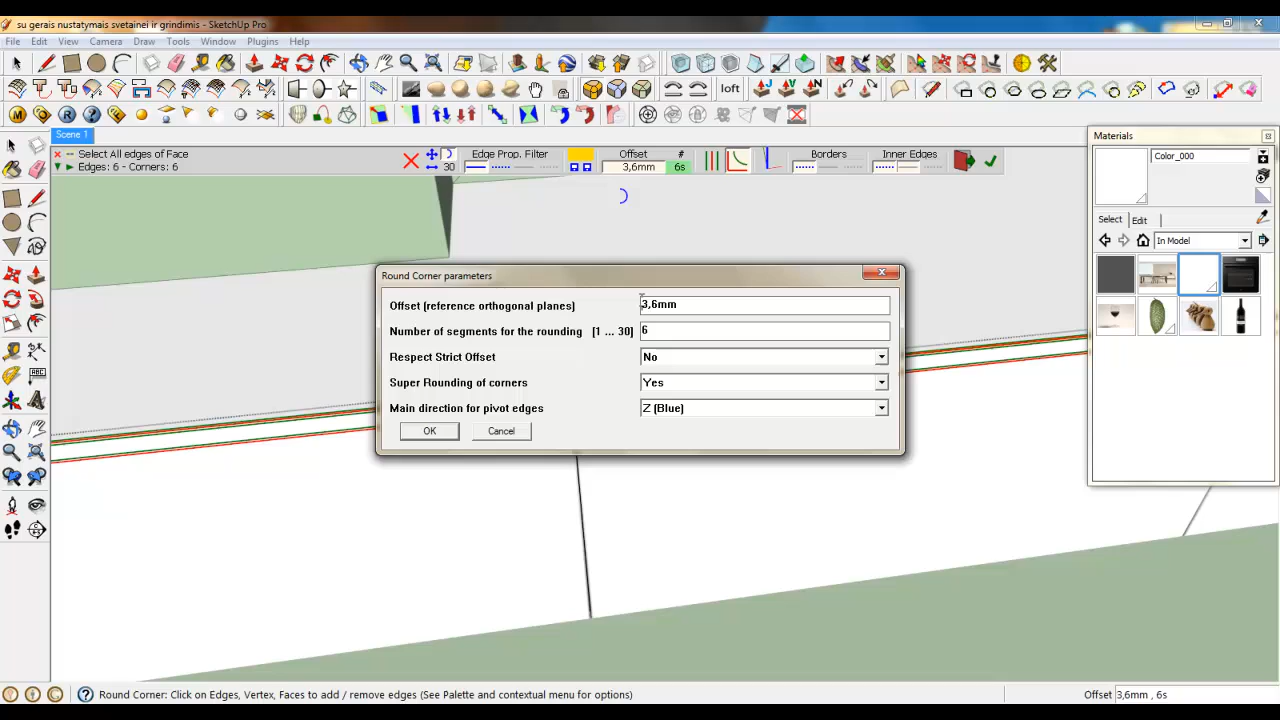 su gerais nustatymais svetainei ir grindimis - SketchUp Pro
File Edit View Camera Draw Tools Window Plugins Help
loft
M Q R ?
Scene 1
Select All edges of Face
Edges: 6 - Corners: 6
30
Edge Prop. Filter
Offset
3,6mm
#
6s
Borders
Inner Edges
Round Corner parameters
Offset (reference orthogonal planes) 3,6mm
Number of segments for the rounding [1 ... 30] 6
Respect Strict Offset No
Super Rounding of corners Yes
Main direction for pivot edges Z (Blue)
OK Cancel
Materials
Color_000
Select Edit
In Model
Round Corner: Click on Edges, Vertex, Faces to add / remove edges (See Palette and contextual menu for options)
Offset 3,6mm , 6s